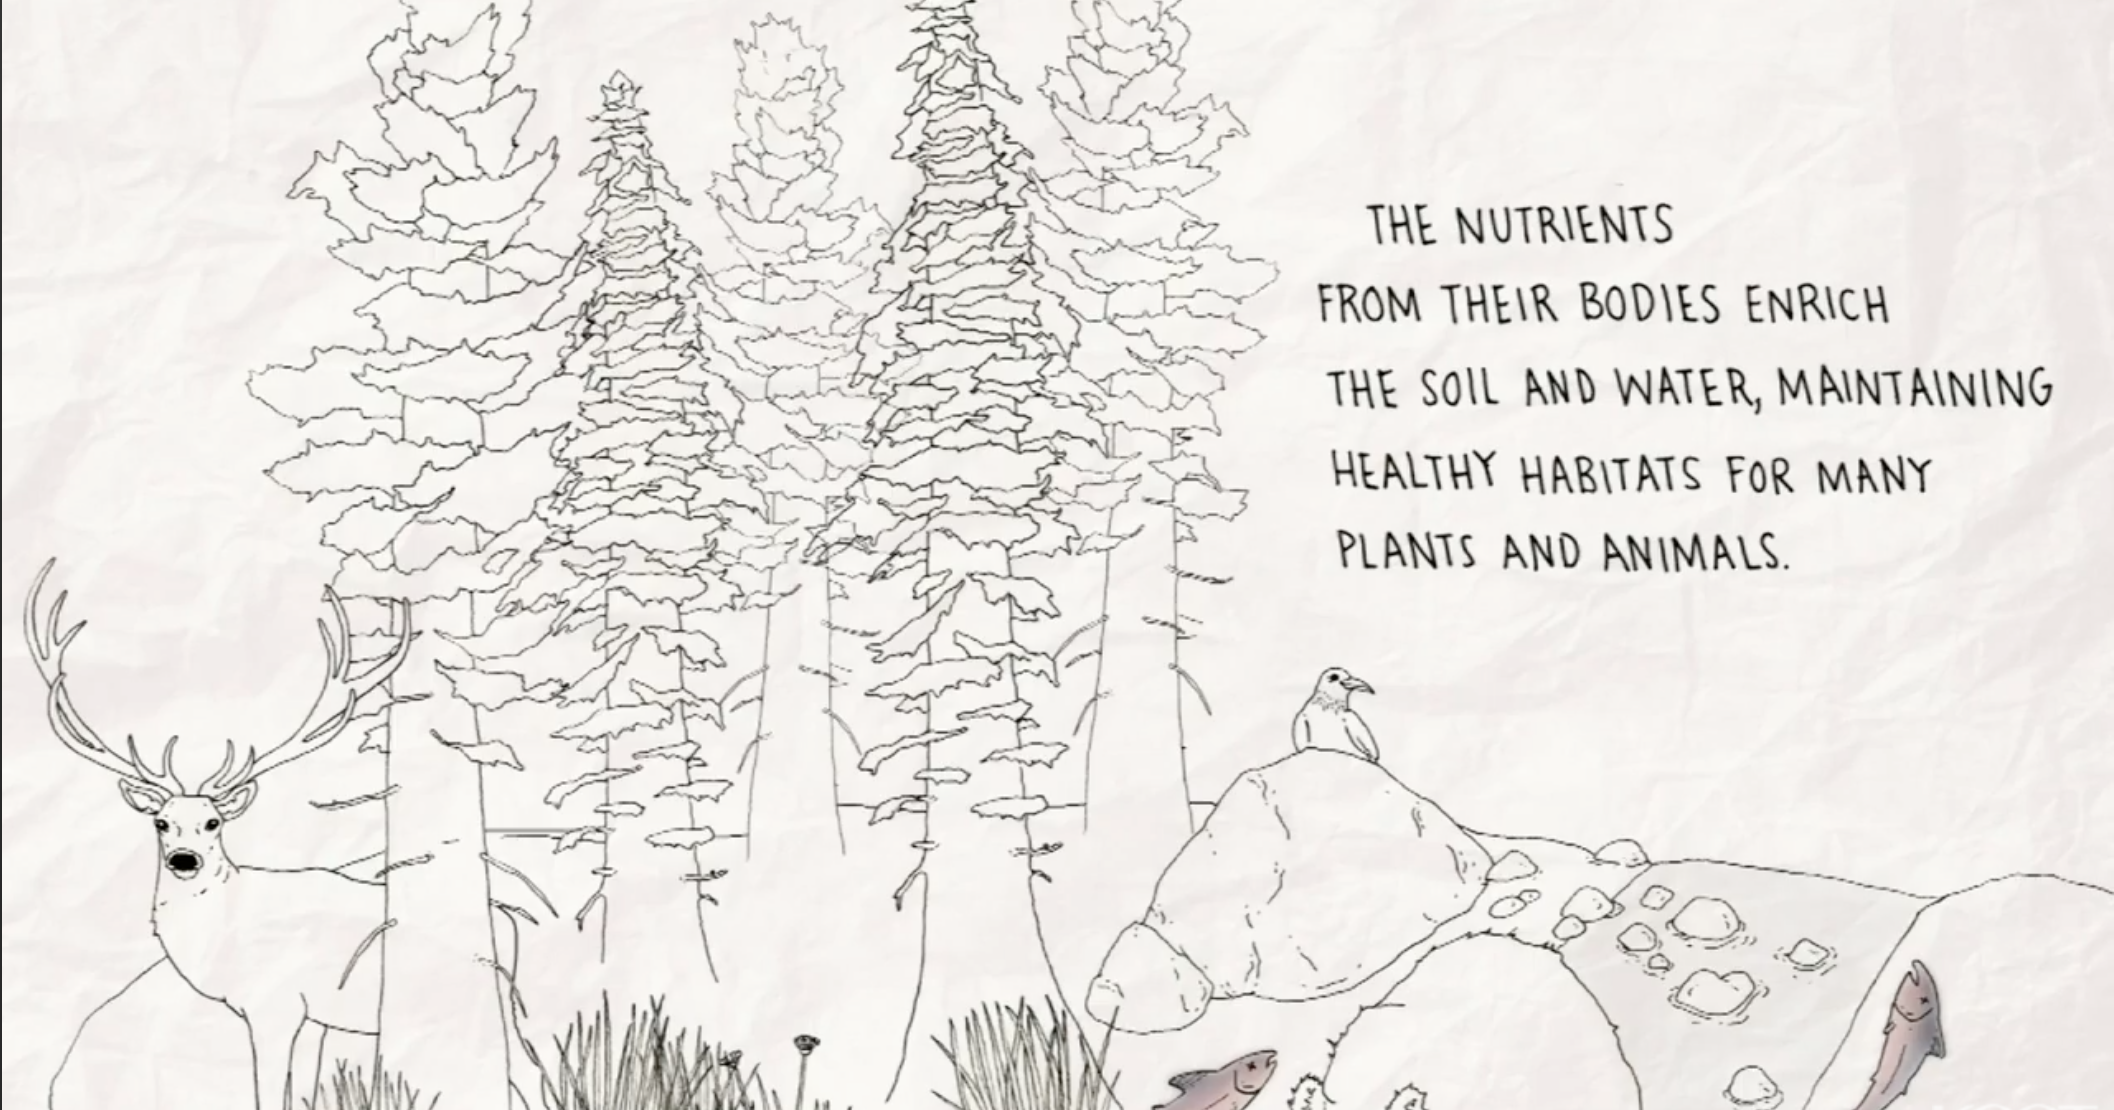 THE NUTRIENTS
FROM THEIR BODIES ENRICH
THE SOIL AND WATER, MAINTAINING
HEALTHY HABITATS FOR MANY
PLANTS AND ANIMALS.